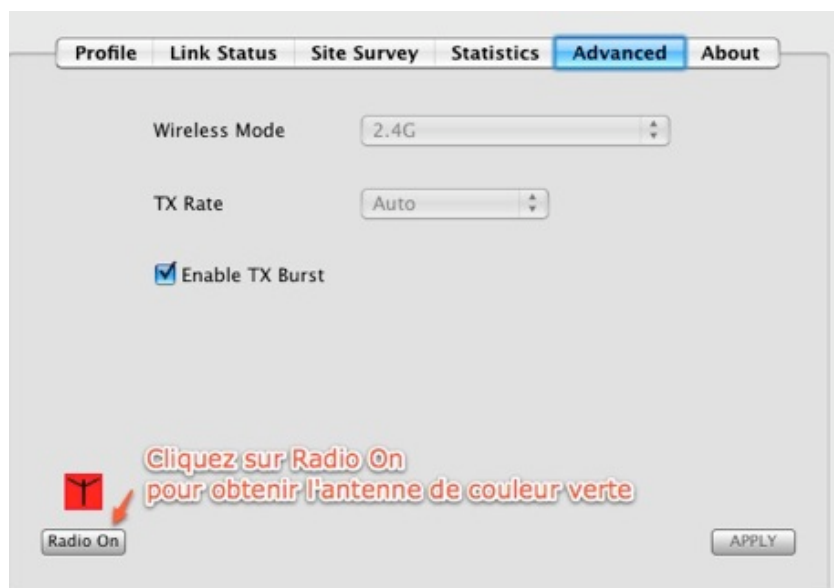 Profile Link Status Site Survey Statistics Advanced About
Wireless Mode 2.4G
TX Rate Auto
Enable TX Burst
Cliquez sur Radio On
pour obtenir l'antenne de couleur verte
Radio On APPLY